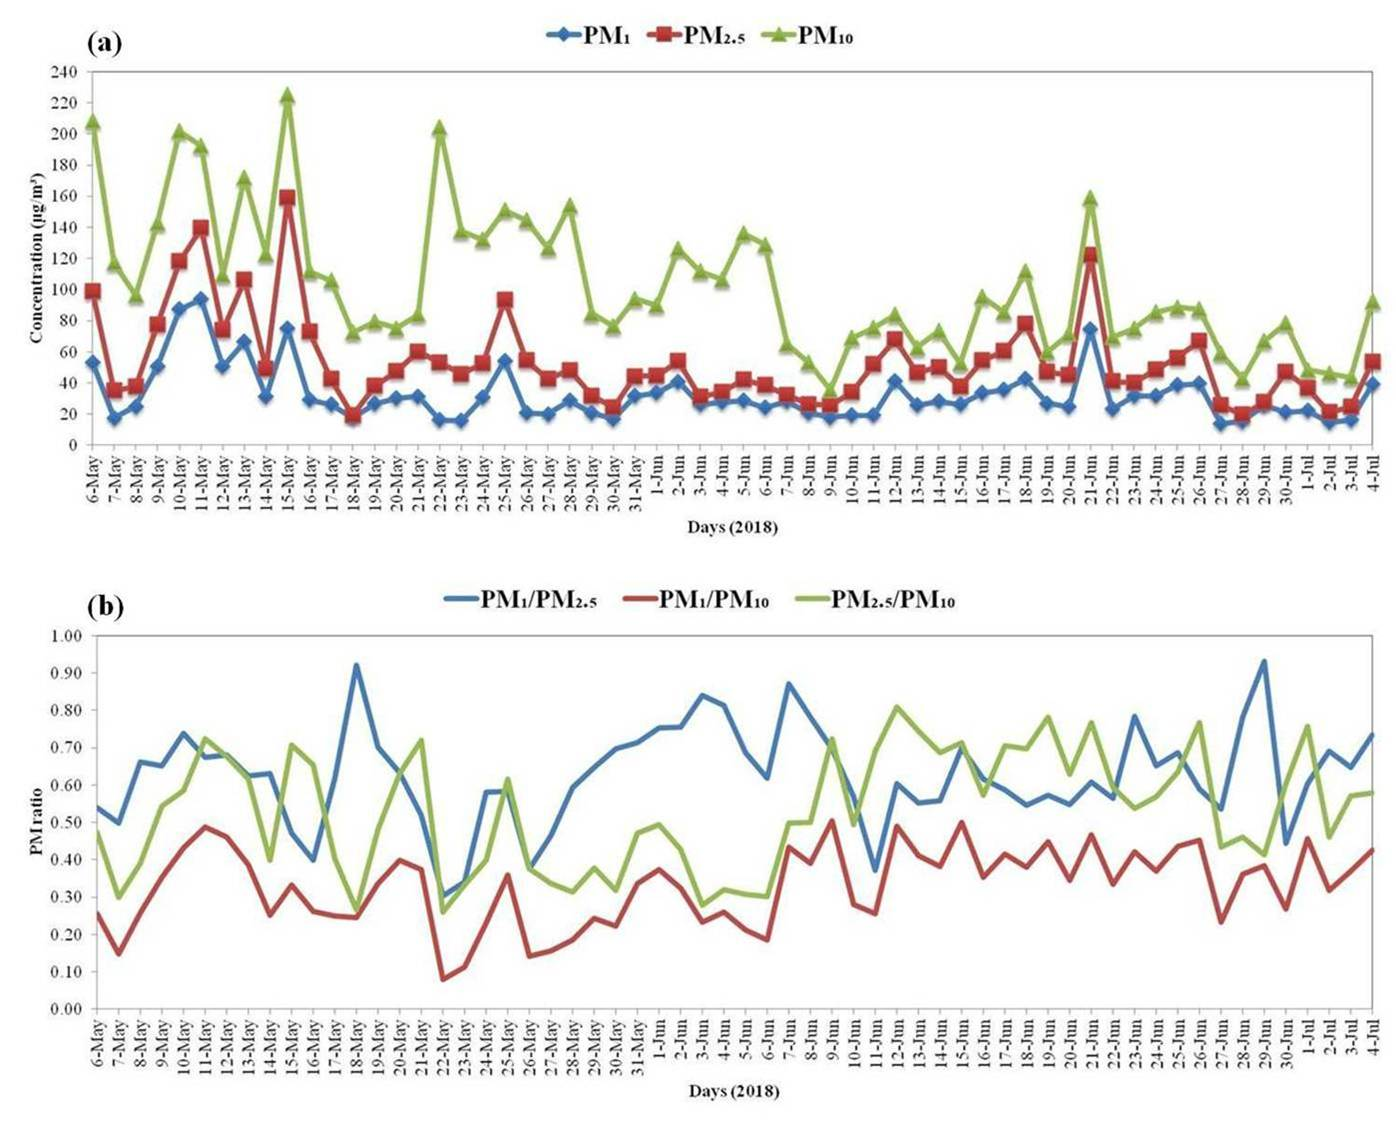 (a)
PM₁ PM₂.₅ PM₁₀
240
220
200
180
160
140
120
100
80
60
40
20
0
Concentration (µg/m³)
6-May 7-May 8-May 9-May 10-May 11-May 12-May 13-May 14-May 15-May 16-May 17-May 18-May 19-May 20-May 21-May 22-May 23-May 24-May 25-May 26-May 27-May 28-May 29-May 30-May 31-May 1-Jun 2-Jun 3-Jun 4-Jun 5-Jun 6-Jun 7-Jun 8-Jun 9-Jun 10-Jun 11-Jun 12-Jun 13-Jun 14-Jun 15-Jun 16-Jun 17-Jun 18-Jun 19-Jun 20-Jun 21-Jun 22-Jun 23-Jun 24-Jun 25-Jun 26-Jun 27-Jun 28-Jun 29-Jun 30-Jun 1-Jul 2-Jul 3-Jul 4-Jul
Days (2018)
(b)
PM₁/PM₂.₅ PM₁/PM₁₀ PM₂.₅/PM₁₀
1.00
0.90
0.80
0.70
0.60
0.50
0.40
0.30
0.20
0.10
0.00
PM ratio
6-May 7-May 8-May 9-May 10-May 11-May 12-May 13-May 14-May 15-May 16-May 17-May 18-May 19-May 20-May 21-May 22-May 23-May 24-May 25-May 26-May 27-May 28-May 29-May 30-May 31-May 1-Jun 2-Jun 3-Jun 4-Jun 5-Jun 6-Jun 7-Jun 8-Jun 9-Jun 10-Jun 11-Jun 12-Jun 13-Jun 14-Jun 15-Jun 16-Jun 17-Jun 18-Jun 19-Jun 20-Jun 21-Jun 22-Jun 23-Jun 24-Jun 25-Jun 26-Jun 27-Jun 28-Jun 29-Jun 30-Jun 1-Jul 2-Jul 3-Jul 4-Jul
Days (2018)